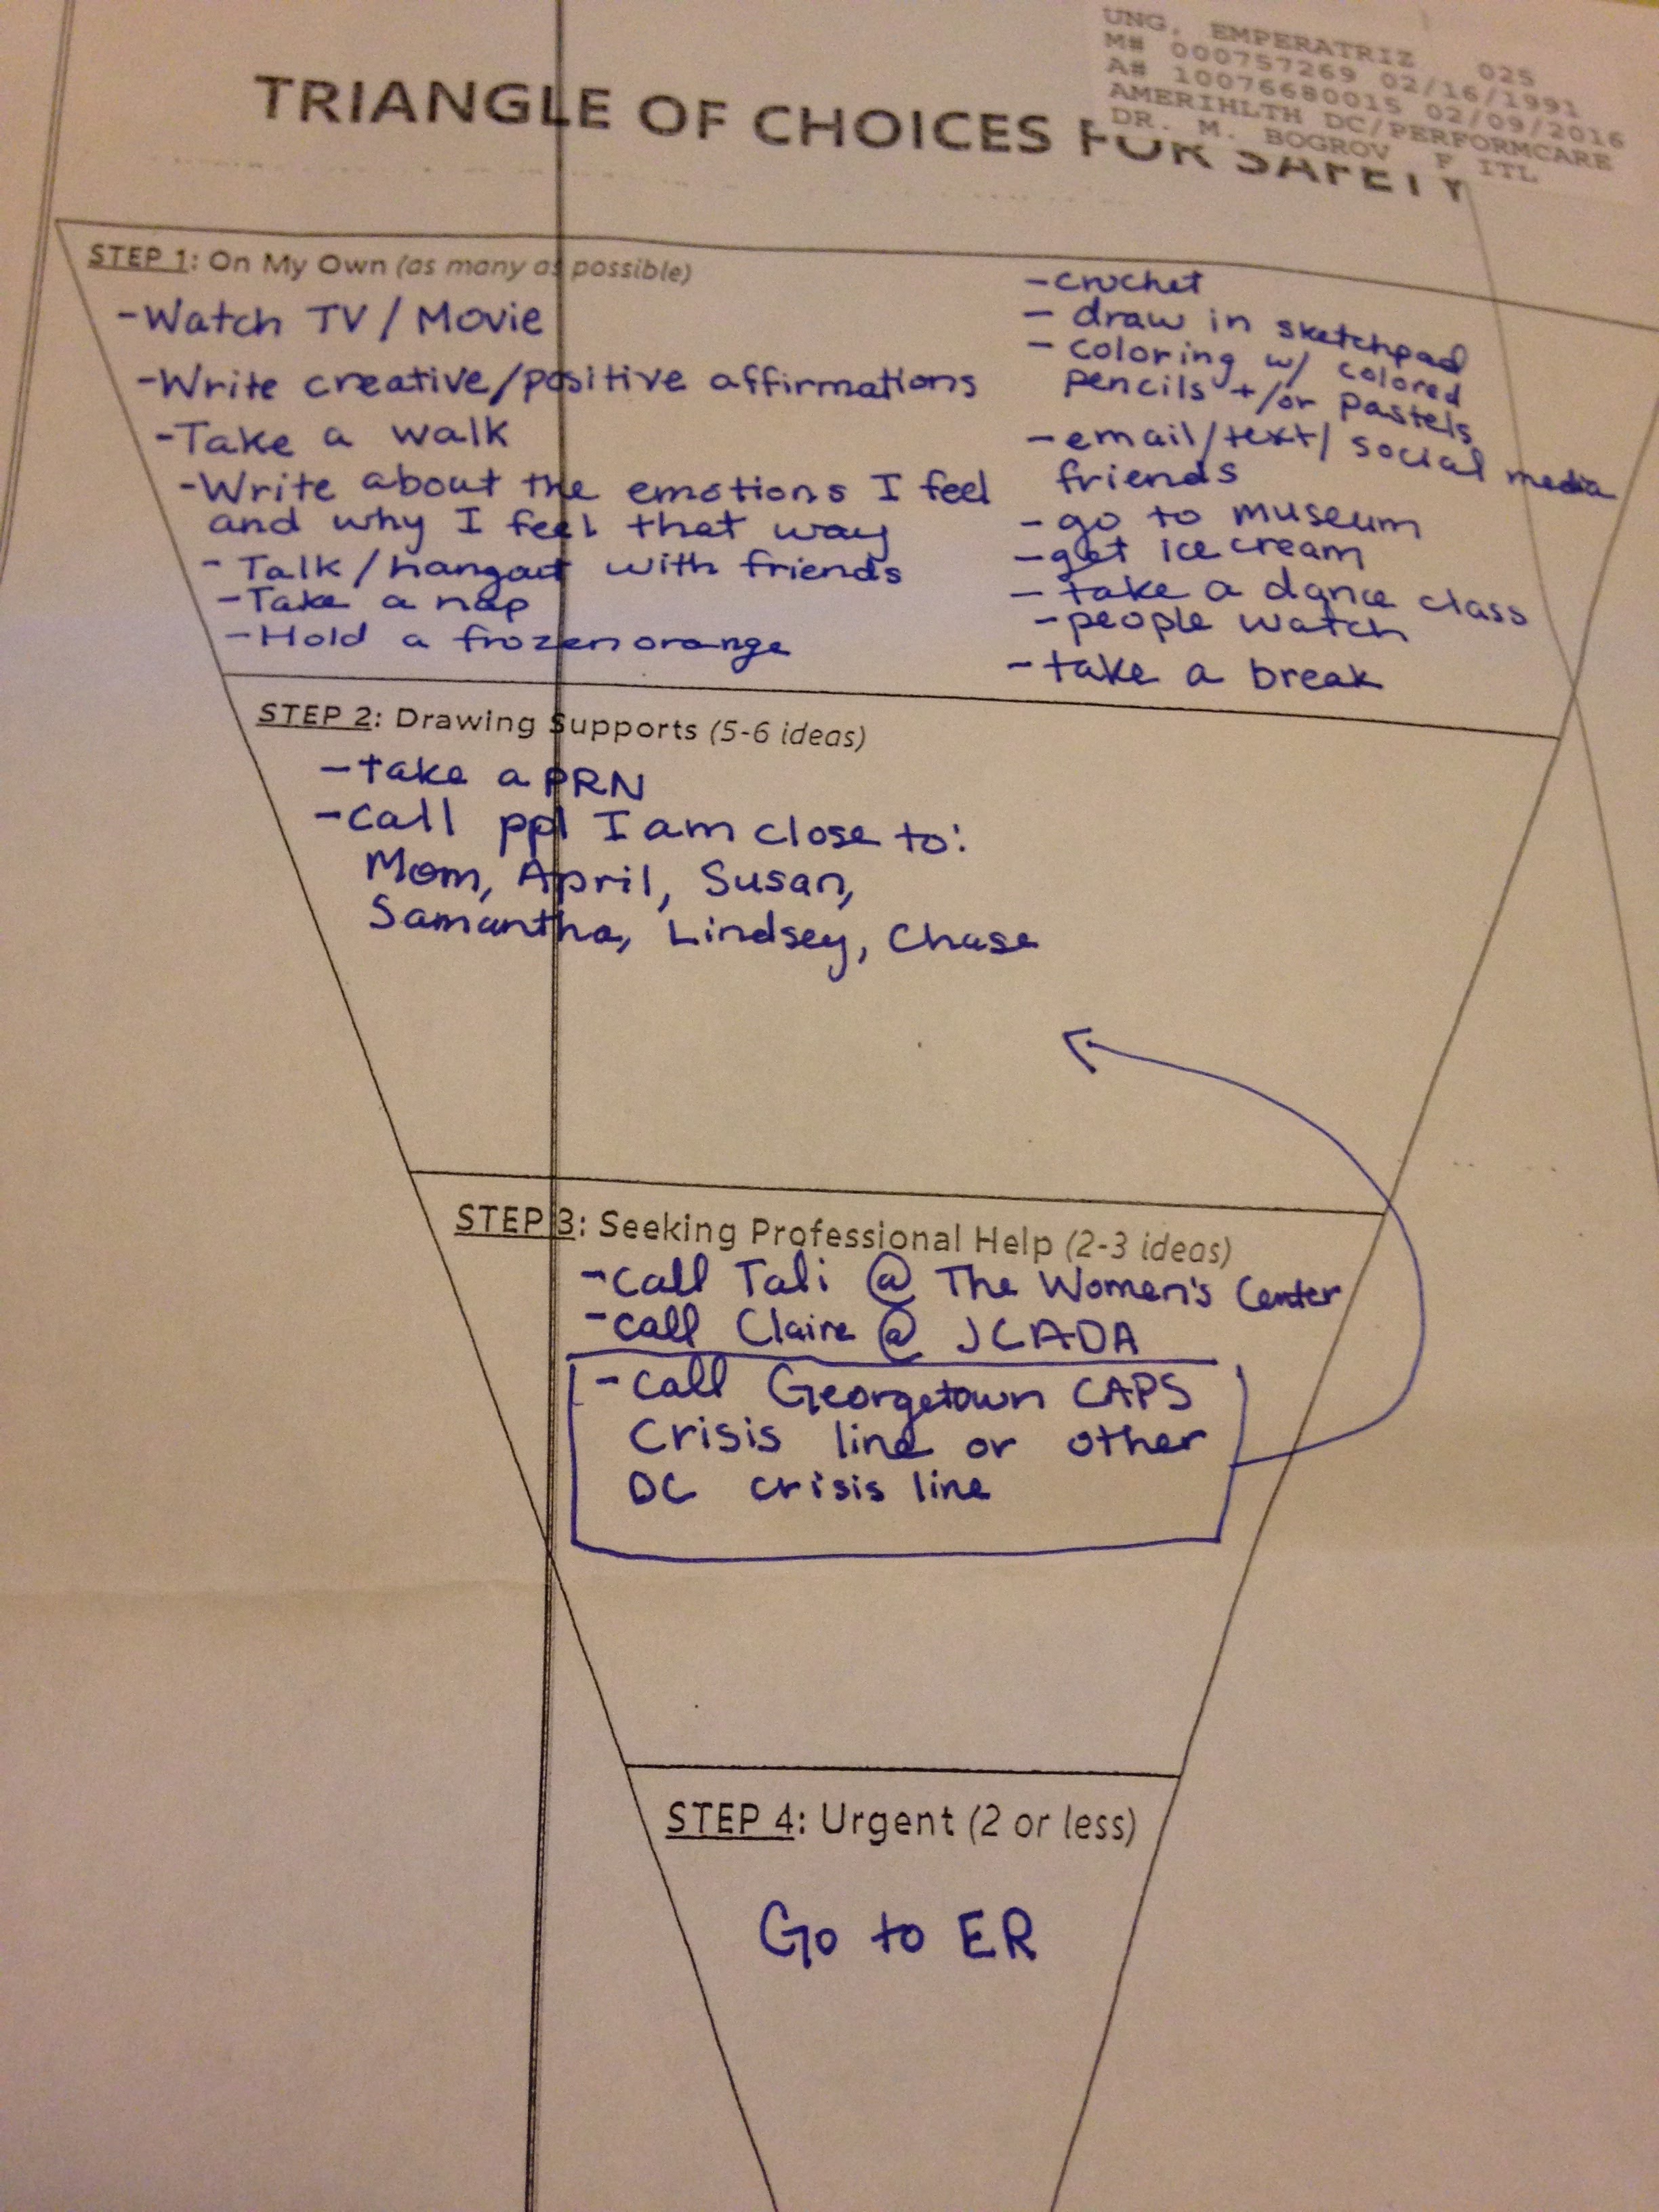 UNG, EMPERATRIZ 025
M# 000757269 02/16/1991
A# 10076680015 02/09/2016
AMERIHLTH DC/PERFORMCARE
DR. M. BOGROV F ITL
TRIANGLE OF CHOICES FOR SAFETY
STEP 1: On My Own (as many as possible)
-Watch TV / Movie
-Write creative/positive affirmations
-Take a walk
-Write about the emotions I feel
and why I feel that way
- Talk/hangout with friends
-Take a nap
-Hold a frozen orange
-crochet
- draw in sketchpad
- coloring w/ colored
pencils +/or pastels
-email/text/ social media
friends
-go to museum
-get ice cream
-take a dance class
-people watch
-take a break
STEP 2: Drawing Supports (5-6 ideas)
-take a PRN
-call ppl I am close to:
Mom, April, Susan,
Samantha, Lindsey, Chase
STEP 3: Seeking Professional Help (2-3 ideas)
-call Tali @ The Women's Center
-call Claire @ JCADA
-call Georgetown CAPS
Crisis line or other
DC crisis line
STEP 4: Urgent (2 or less)
Go to ER